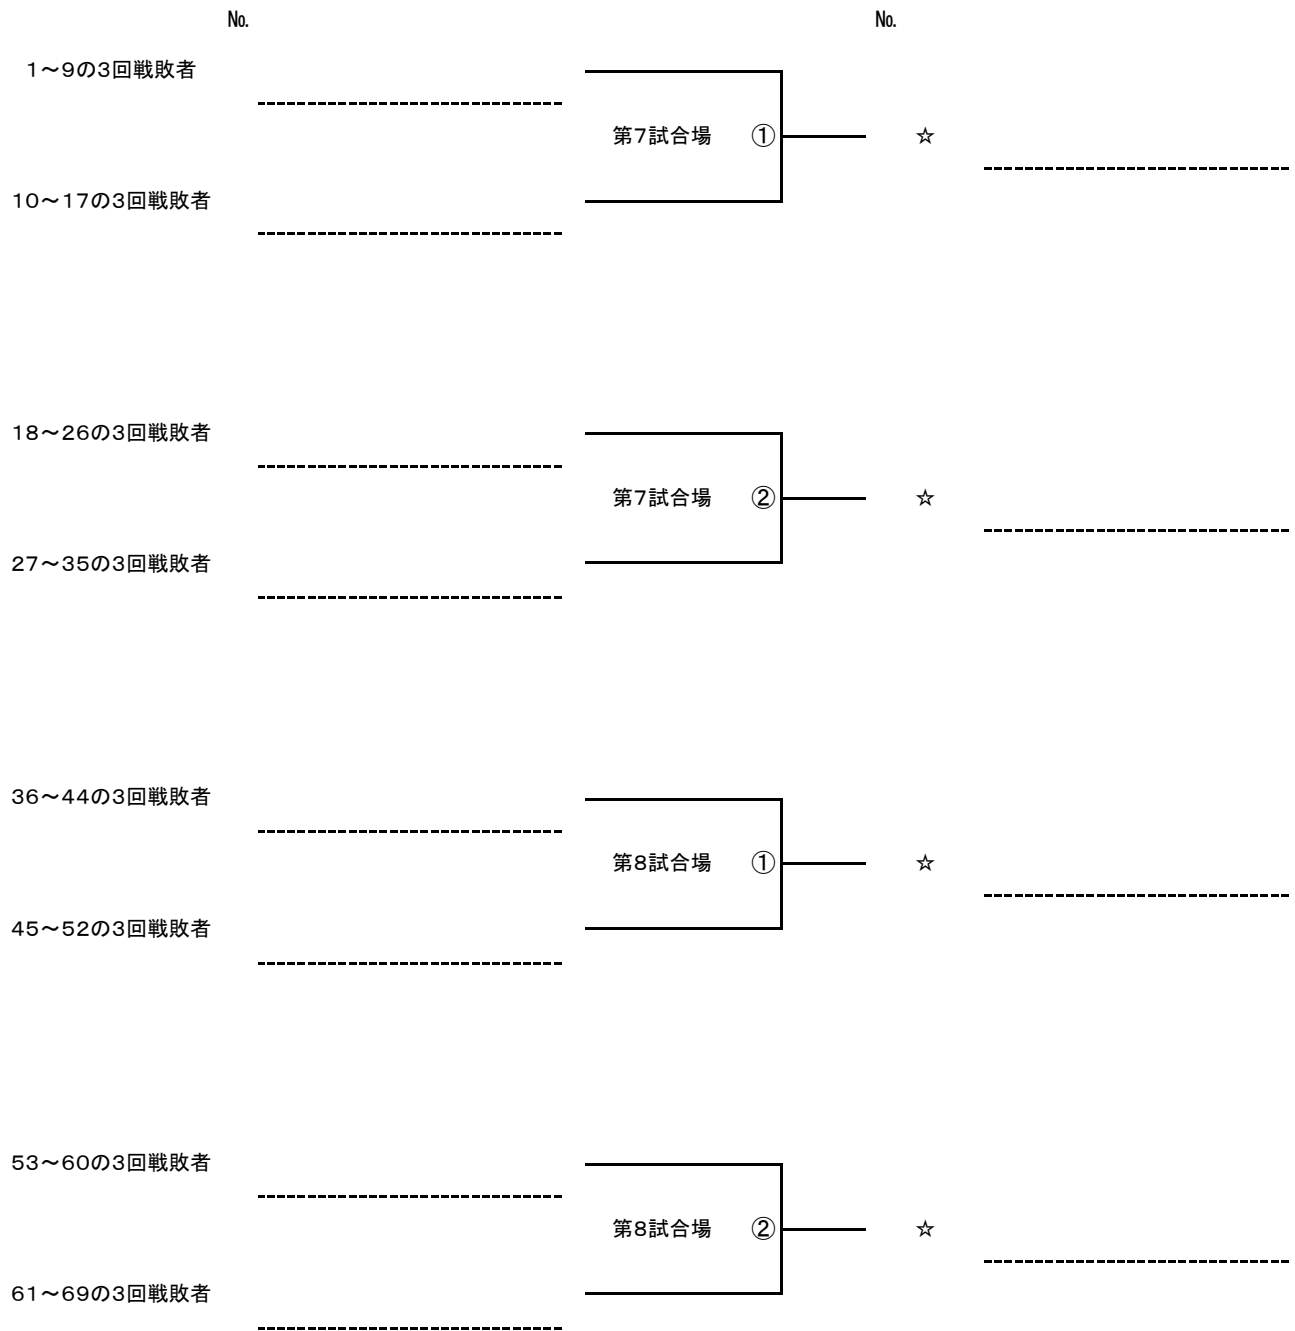 № №
1～9の3回戦敗者
第7試合場 ① ☆
10～17の3回戦敗者
18～26の3回戦敗者
第7試合場 ② ☆
27～35の3回戦敗者
36～44の3回戦敗者
第8試合場 ① ☆
45～52の3回戦敗者
53～60の3回戦敗者
第8試合場 ② ☆
61～69の3回戦敗者